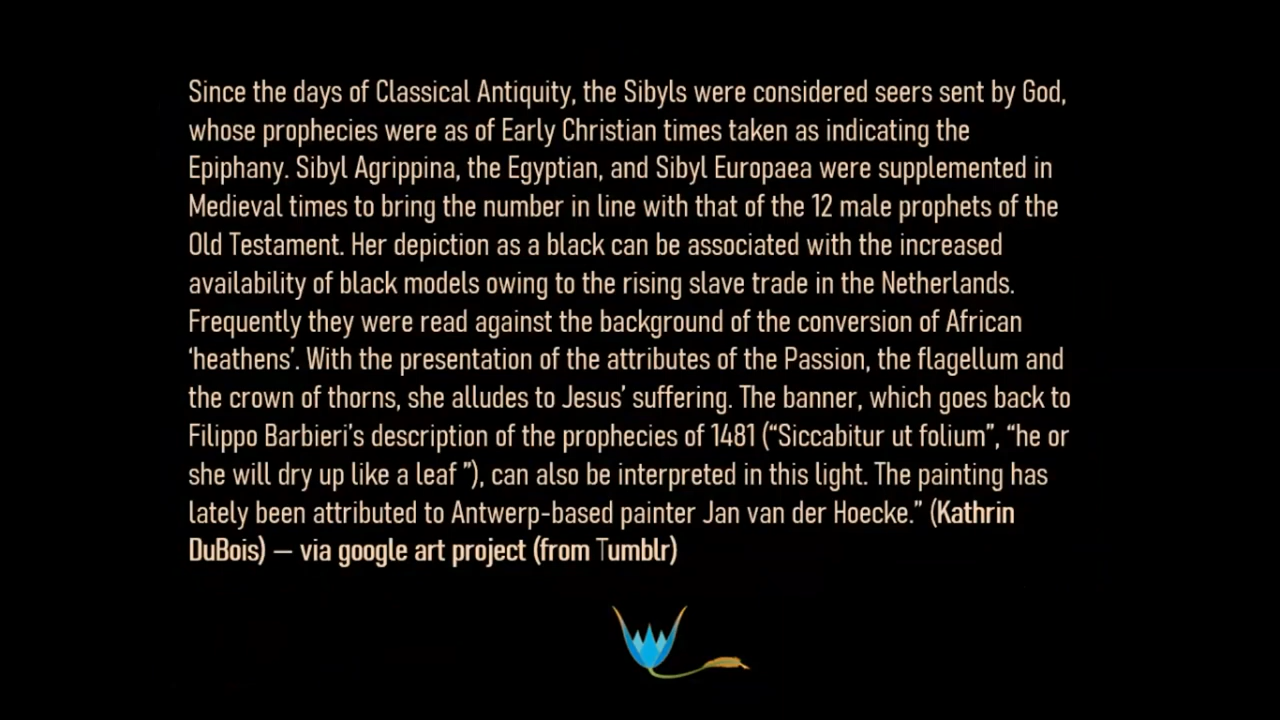 Since the days of Classical Antiquity, the Sibyls were considered seers sent by God,
whose prophecies were as of Early Christian times taken as indicating the
Epiphany. Sibyl Agrippina, the Egyptian, and Sibyl Europaea were supplemented in
Medieval times to bring the number in line with that of the 12 male prophets of the
Old Testament. Her depiction as a black can be associated with the increased
availability of black models owing to the rising slave trade in the Netherlands.
Frequently they were read against the background of the conversion of African
‘heathens’. With the presentation of the attributes of the Passion, the flagellum and
the crown of thorns, she alludes to Jesus’ suffering. The banner, which goes back to
Filippo Barbieri’s description of the prophecies of 1481 (“Siccabitur ut folium”, “he or
she will dry up like a leaf ”), can also be interpreted in this light. The painting has
lately been attributed to Antwerp-based painter Jan van der Hoecke.” (Kathrin
DuBois) — via google art project (from Tumblr)